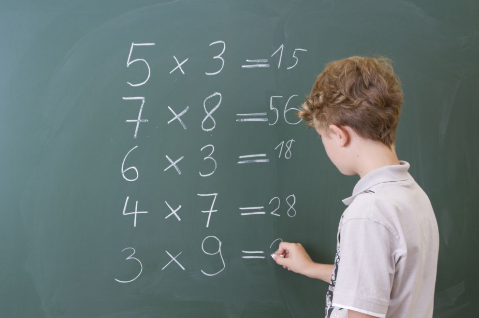 5 × 3 = 15
7 × 8 = 56
6 × 3 = 18
4 × 7 = 28
3 × 9 =